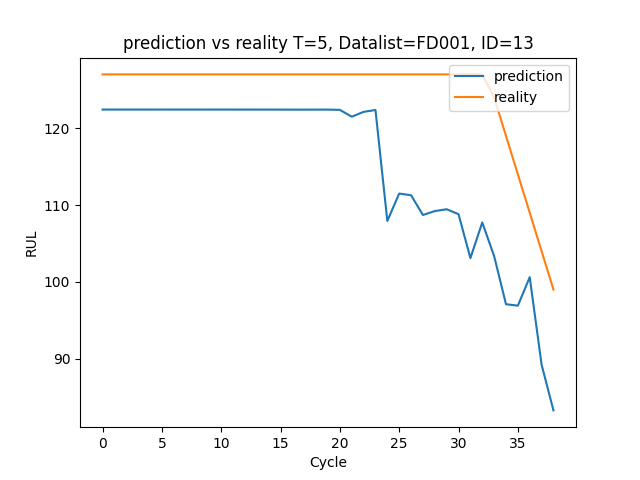 prediction vs reality T=5, Datalist=FD001, ID=13
prediction
reality
120
110
100
90
RUL
0 5 10 15 20 25 30 35
Cycle